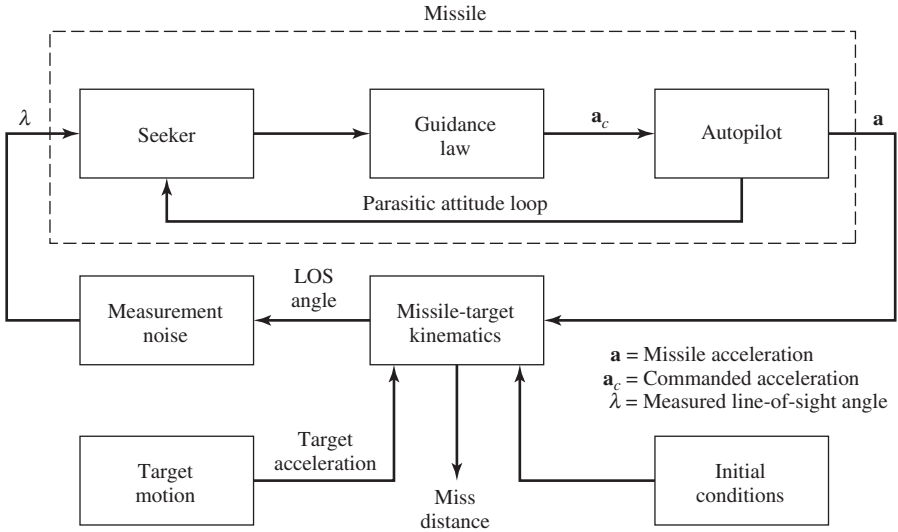 Missile
λ
Seeker
Guidance
law
a_c
Autopilot
a
Parasitic attitude loop
LOS
angle
Measurement
noise
Missile-target
kinematics
a = Missile acceleration
a_c = Commanded acceleration
λ = Measured line-of-sight angle
Target
acceleration
Target
motion
Miss
distance
Initial
conditions